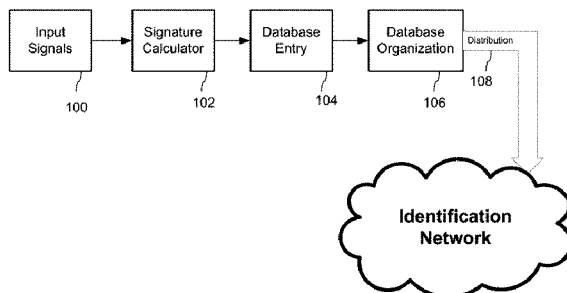 Input
Signals
Signature
Calculator
Database
Entry
Database
Organization
Distribution
100
102
104
106
108
Identification
Network